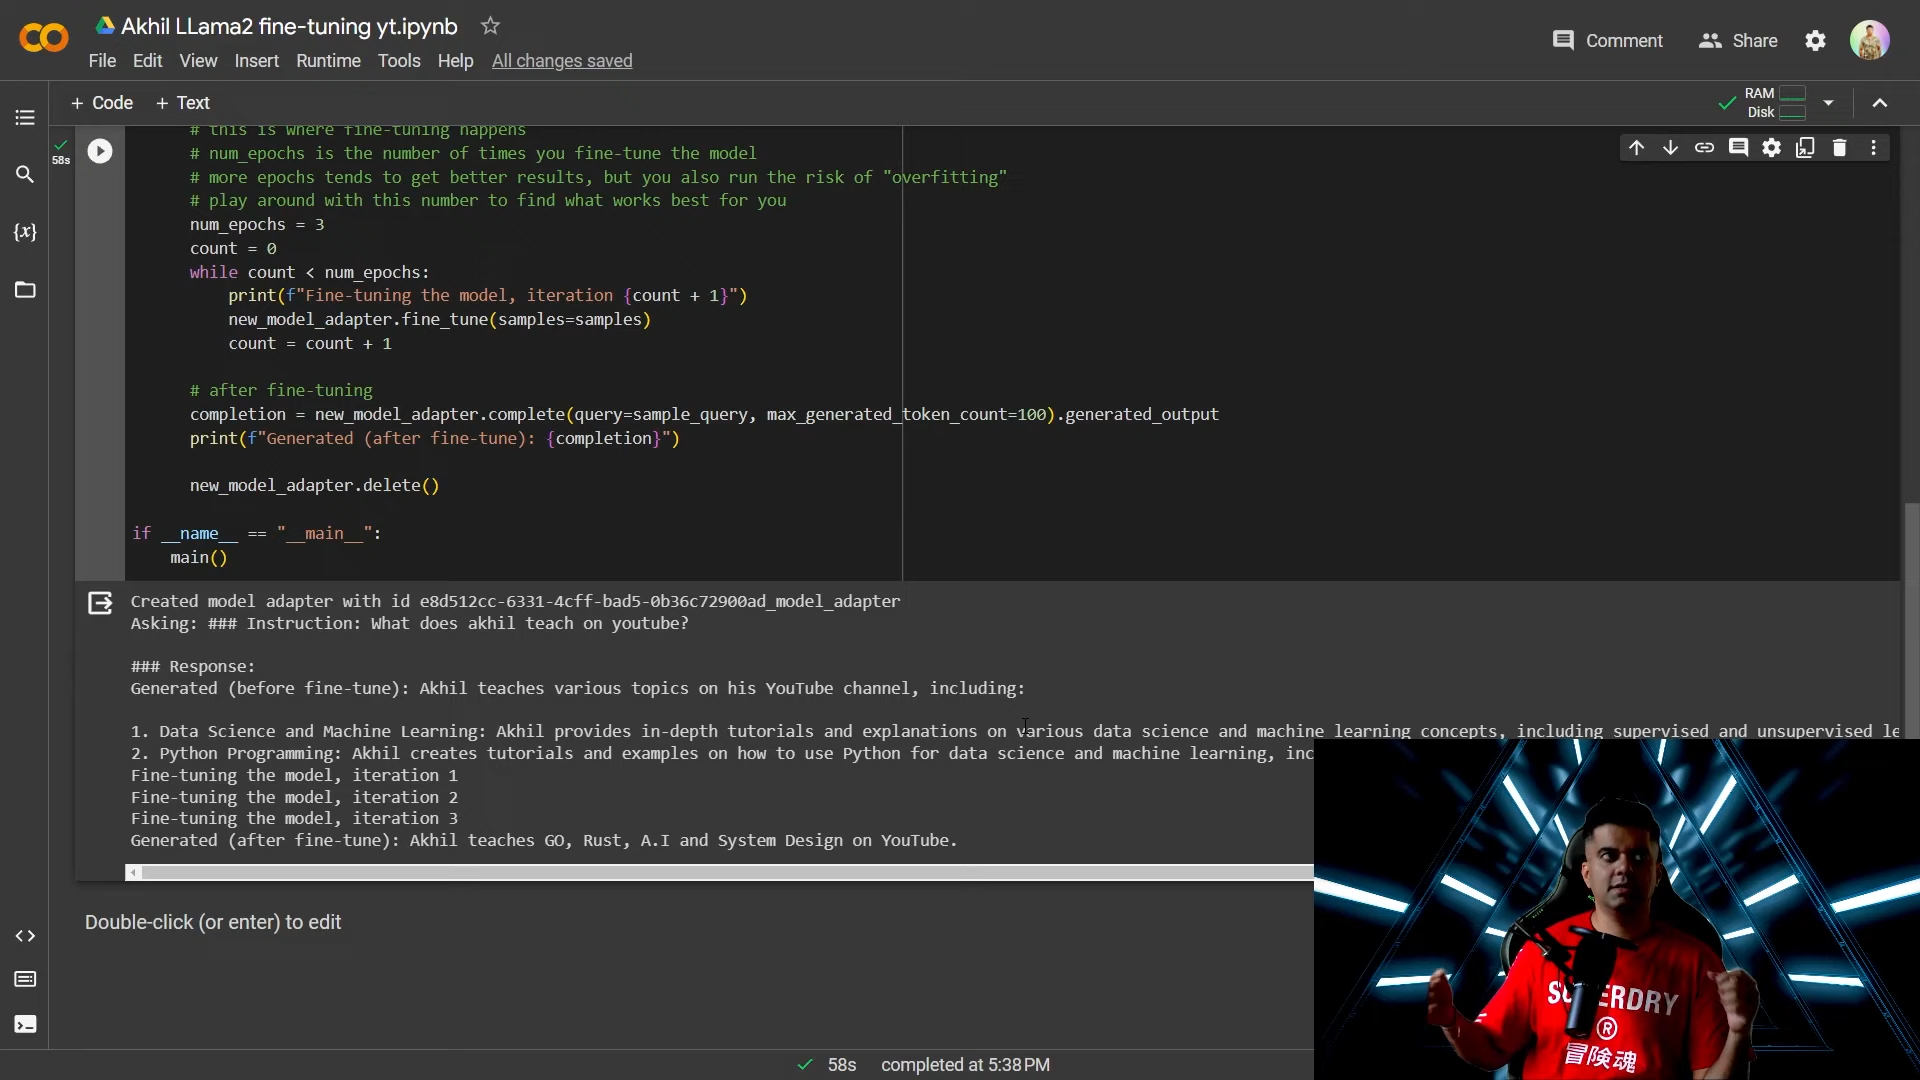 Akhil LLama2 fine-tuning yt.ipynb
Comment
Share
File Edit View Insert Runtime Tools Help All changes saved
+ Code + Text
RAM
Disk
58s
# this is where fine-tuning happens
# num_epochs is the number of times you fine-tune the model
# more epochs tends to get better results, but you also run the risk of "overfitting"
# play around with this number to find what works best for you
num_epochs = 3
count = 0
while count < num_epochs:
print(f"Fine-tuning the model, iteration {count + 1}")
new_model_adapter.fine_tune(samples=samples)
count = count + 1
# after fine-tuning
completion = new_model_adapter.complete(query=sample_query, max_generated_token_count=100).generated_output
print(f"Generated (after fine-tune): {completion}")
new_model_adapter.delete()
if __name__ == "__main__":
main()
Created model adapter with id e8d512cc-6331-4cff-bad5-0b36c72900ad_model_adapter
Asking: ### Instruction: What does akhil teach on youtube?
### Response:
Generated (before fine-tune): Akhil teaches various topics on his YouTube channel, including:
1. Data Science and Machine Learning: Akhil provides in-depth tutorials and explanations on various data science and machine learning concepts, including supervised and unsupervised le
2. Python Programming: Akhil creates tutorials and examples on how to use Python for data science and machine learning, inc
Fine-tuning the model, iteration 1
Fine-tuning the model, iteration 2
Fine-tuning the model, iteration 3
Generated (after fine-tune): Akhil teaches GO, Rust, A.I and System Design on YouTube.
Double-click (or enter) to edit
58s completed at 5:38 PM
®
冒険魂